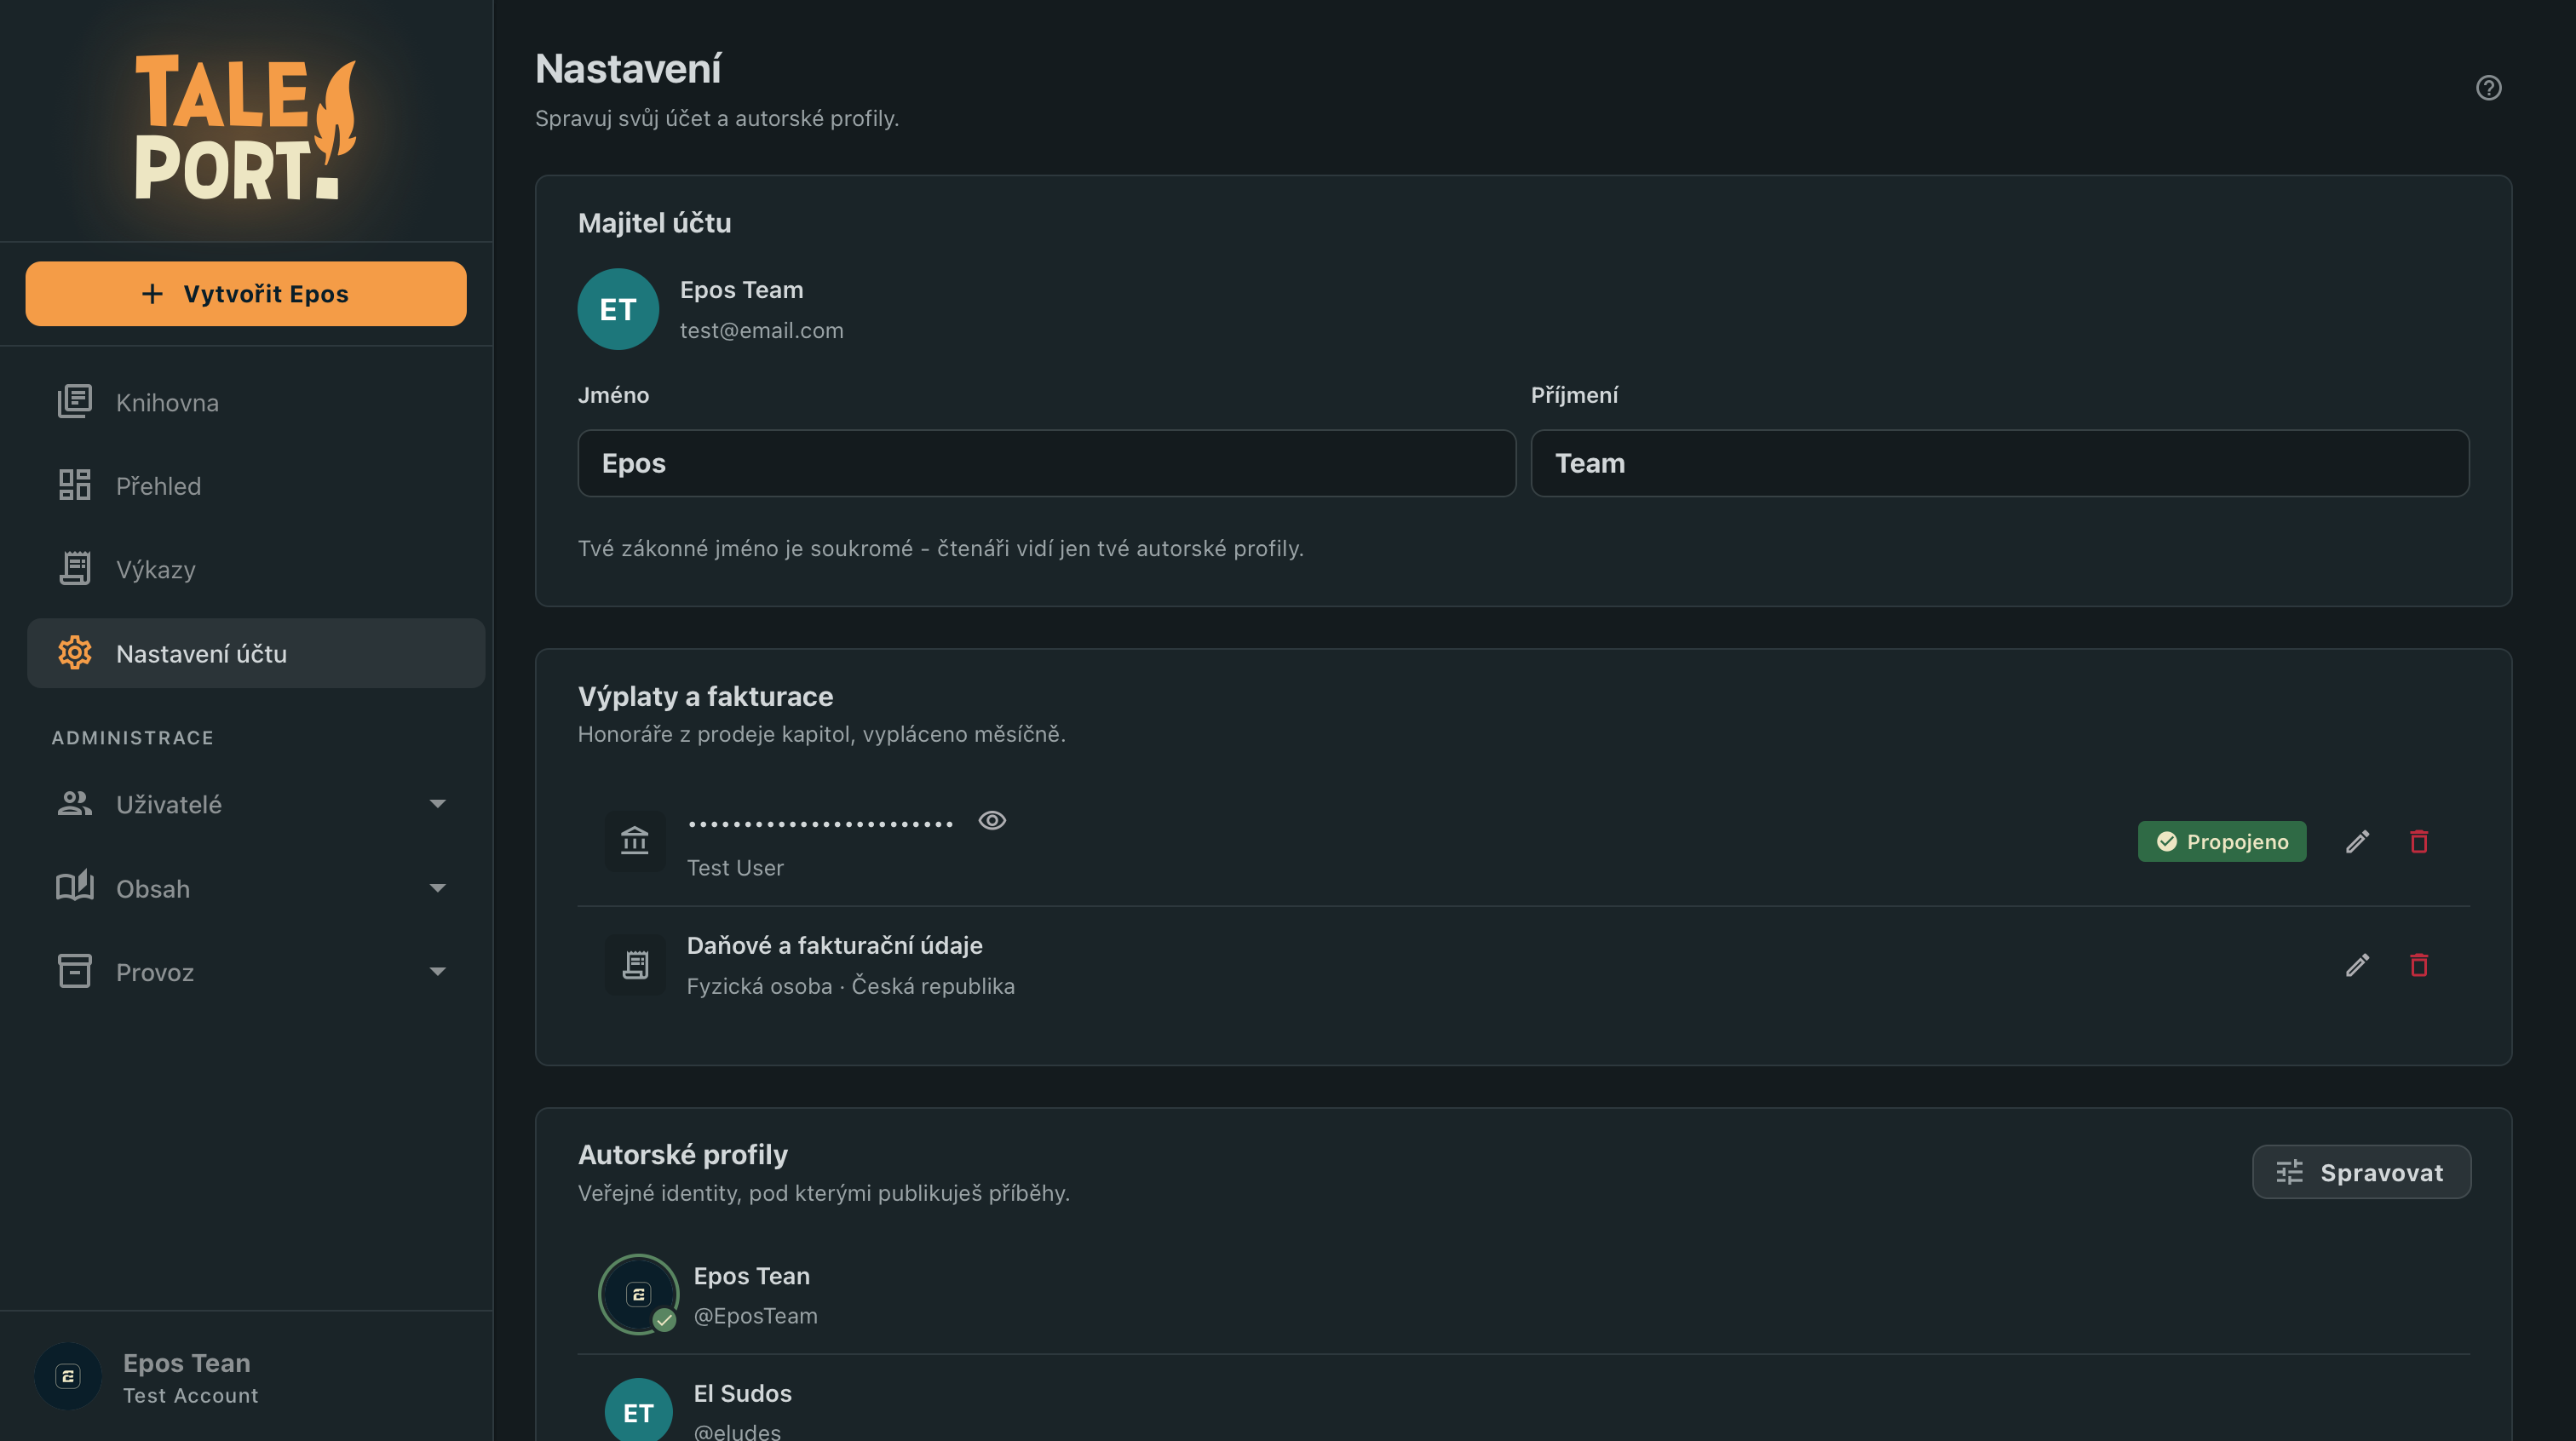 TALE
PORT.
Vytvořit Epos
Knihovna
Přehled
Výkazy
Nastavení účtu
ADMINISTRACE
Uživatelé
Obsah
Provoz
Epos Tean
Test Account
Nastavení
Spravuj svůj účet a autorské profily.
Majitel účtu
ET
Epos Team
test@email.com
Jméno
Příjmení
Epos
Team
Tvé zákonné jméno je soukromé - čtenáři vidí jen tvé autorské profily.
Výplaty a fakturace
Honoráře z prodeje kapitol, vypláceno měsíčně.
••••••••••••••••••••••••
Test User
Propojeno
Daňové a fakturační údaje
Fyzická osoba · Česká republika
Autorské profily
Veřejné identity, pod kterými publikuješ příběhy.
Spravovat
Epos Tean
@EposTeam
ET
El Sudos
@eludes